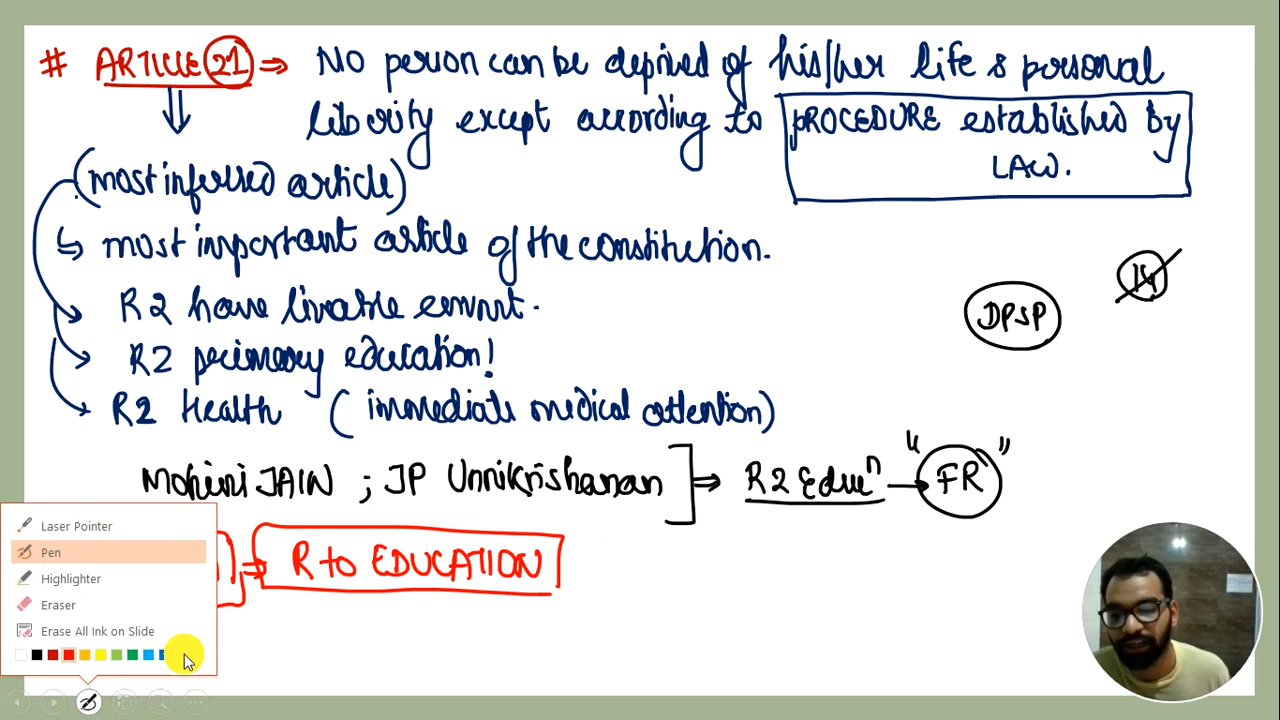 # ARTICLE 21 ⇒ No person can be deprived of his/her life & personal
liberity except according to PROCEDURE established By
LAW.
(most inferred article)
↳ most important article of the constitution.
R2 have livable
R2 primary education!
R2 Health (immediate medical attention)
14
DPSP
Mohini JAIN ; JP Unnikrishanan ] ⇒ R2 Educⁿ → "FR"
⇒ R to EDUCATION
Laser Pointer
Pen
Highlighter
Eraser
Erase All Ink on Slide